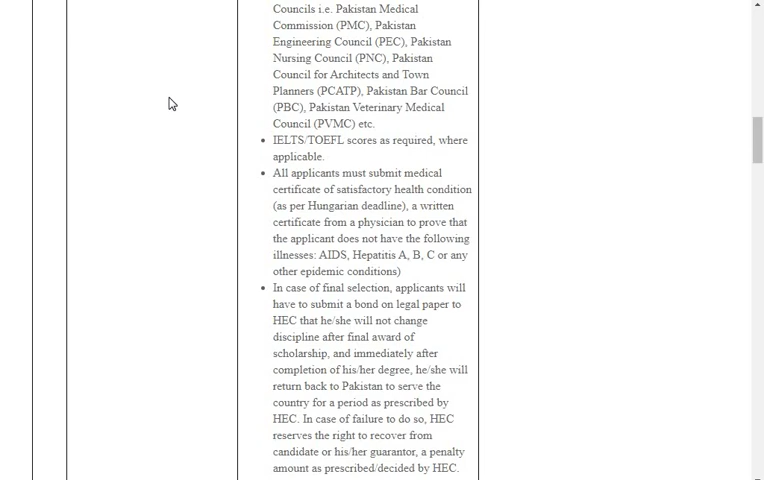 Councils i.e. Pakistan Medical
Commission (PMC), Pakistan
Engineering Council (PEC), Pakistan
Nursing Council (PNC), Pakistan
Council for Architects and Town
Planners (PCATP), Pakistan Bar Council
(PBC), Pakistan Veterinary Medical
Council (PVMC) etc.
• IELTS/TOEFL scores as required, where
applicable.
• All applicants must submit medical
certificate of satisfactory health condition
(as per Hungarian deadline), a written
certificate from a physician to prove that
the applicant does not have the following
illnesses: AIDS, Hepatitis A, B, C or any
other epidemic conditions)
• In case of final selection, applicants will
have to submit a bond on legal paper to
HEC that he/she will not change
discipline after final award of
scholarship, and immediately after
completion of his/her degree, he/she will
return back to Pakistan to serve the
country for a period as prescribed by
HEC. In case of failure to do so, HEC
reserves the right to recover from
candidate or his/her guarantor, a penalty
amount as prescribed/decided by HEC.